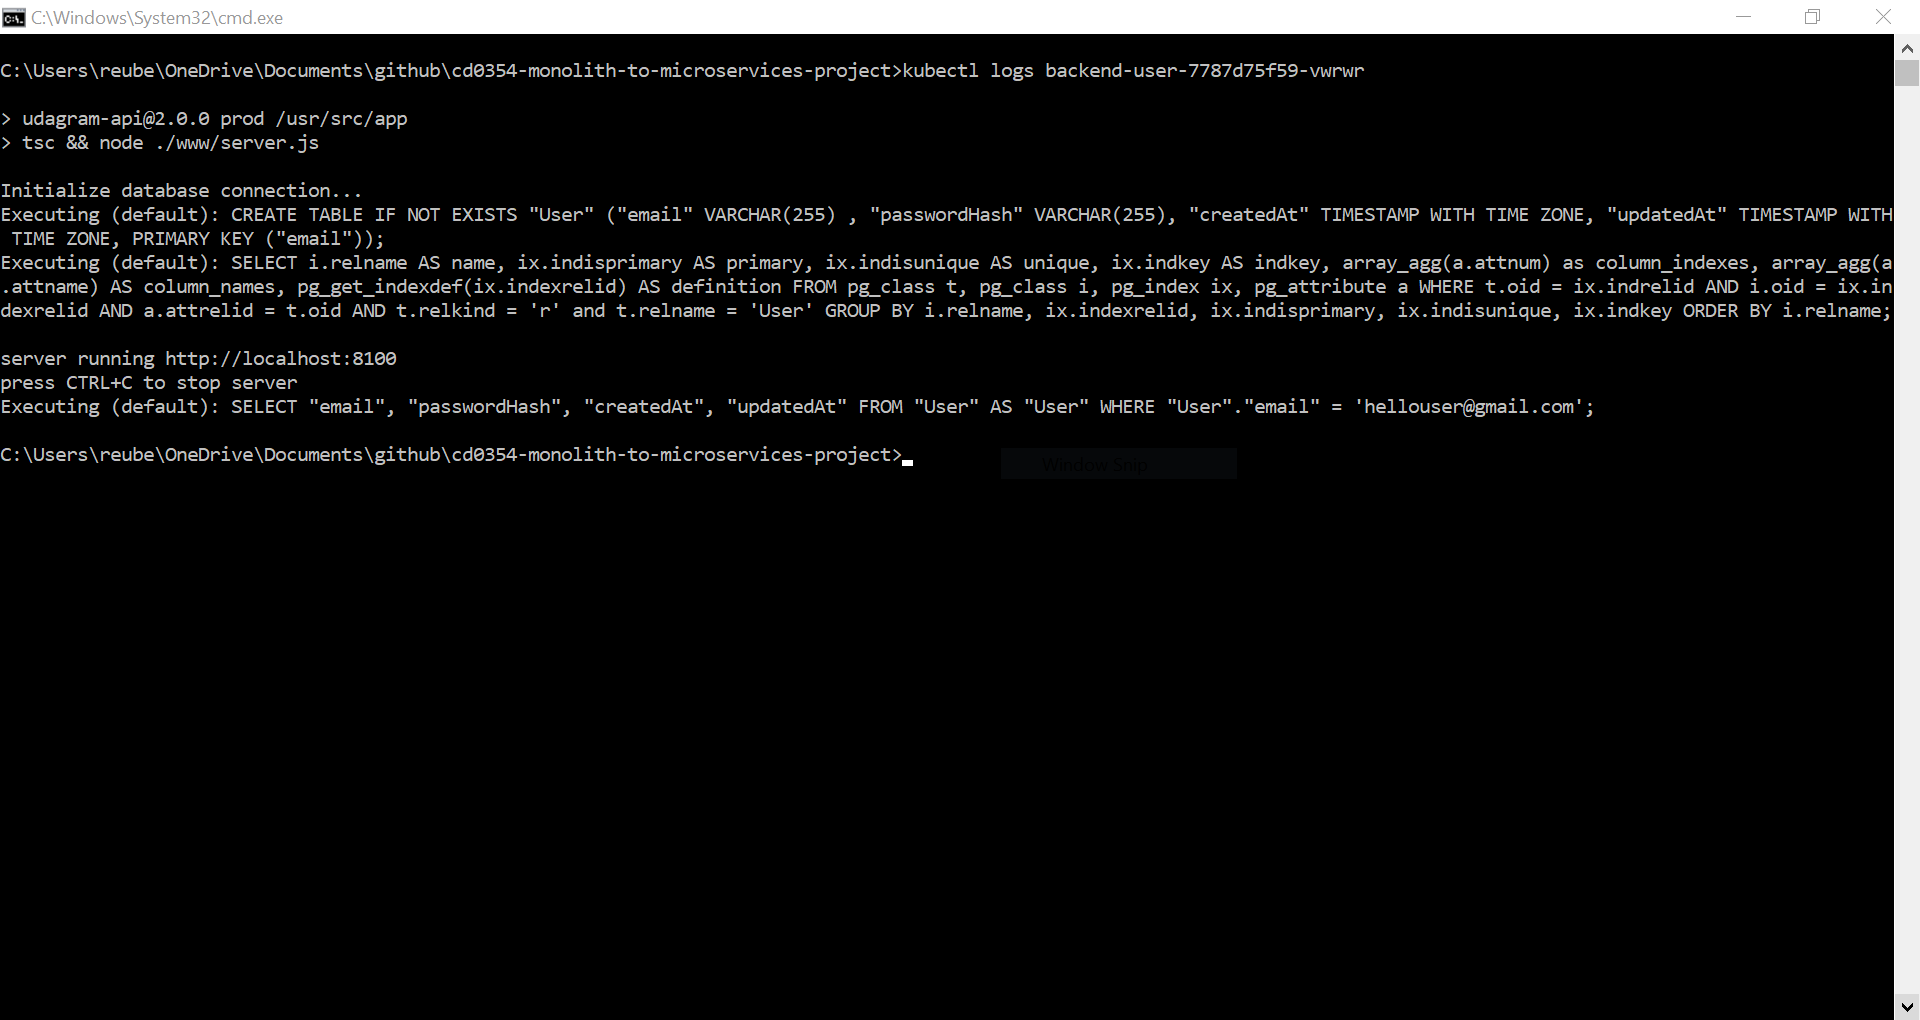 C:\Windows\System32\cmd.exe
C:\Users\reube\OneDrive\Documents\github\cd0354-monolith-to-microservices-project>kubectl logs backend-user-7787d75f59-vwrwr
> udagram-api@2.0.0 prod /usr/src/app
> tsc && node ./www/server.js
Initialize database connection...
Executing (default): CREATE TABLE IF NOT EXISTS "User" ("email" VARCHAR(255) , "passwordHash" VARCHAR(255), "createdAt" TIMESTAMP WITH TIME ZONE, "updatedAt" TIMESTAMP WITH
 TIME ZONE, PRIMARY KEY ("email"));
Executing (default): SELECT i.relname AS name, ix.indisprimary AS primary, ix.indisunique AS unique, ix.indkey AS indkey, array_agg(a.attnum) as column_indexes, array_agg(a
.attname) AS column_names, pg_get_indexdef(ix.indexrelid) AS definition FROM pg_class t, pg_class i, pg_index ix, pg_attribute a WHERE t.oid = ix.indrelid AND i.oid = ix.in
dexrelid AND a.attrelid = t.oid AND t.relkind = 'r' and t.relname = 'User' GROUP BY i.relname, ix.indexrelid, ix.indisprimary, ix.indisunique, ix.indkey ORDER BY i.relname;
server running http://localhost:8100
press CTRL+C to stop server
Executing (default): SELECT "email", "passwordHash", "createdAt", "updatedAt" FROM "User" AS "User" WHERE "User"."email" = 'hellouser@gmail.com';
C:\Users\reube\OneDrive\Documents\github\cd0354-monolith-to-microservices-project>
Window Snip